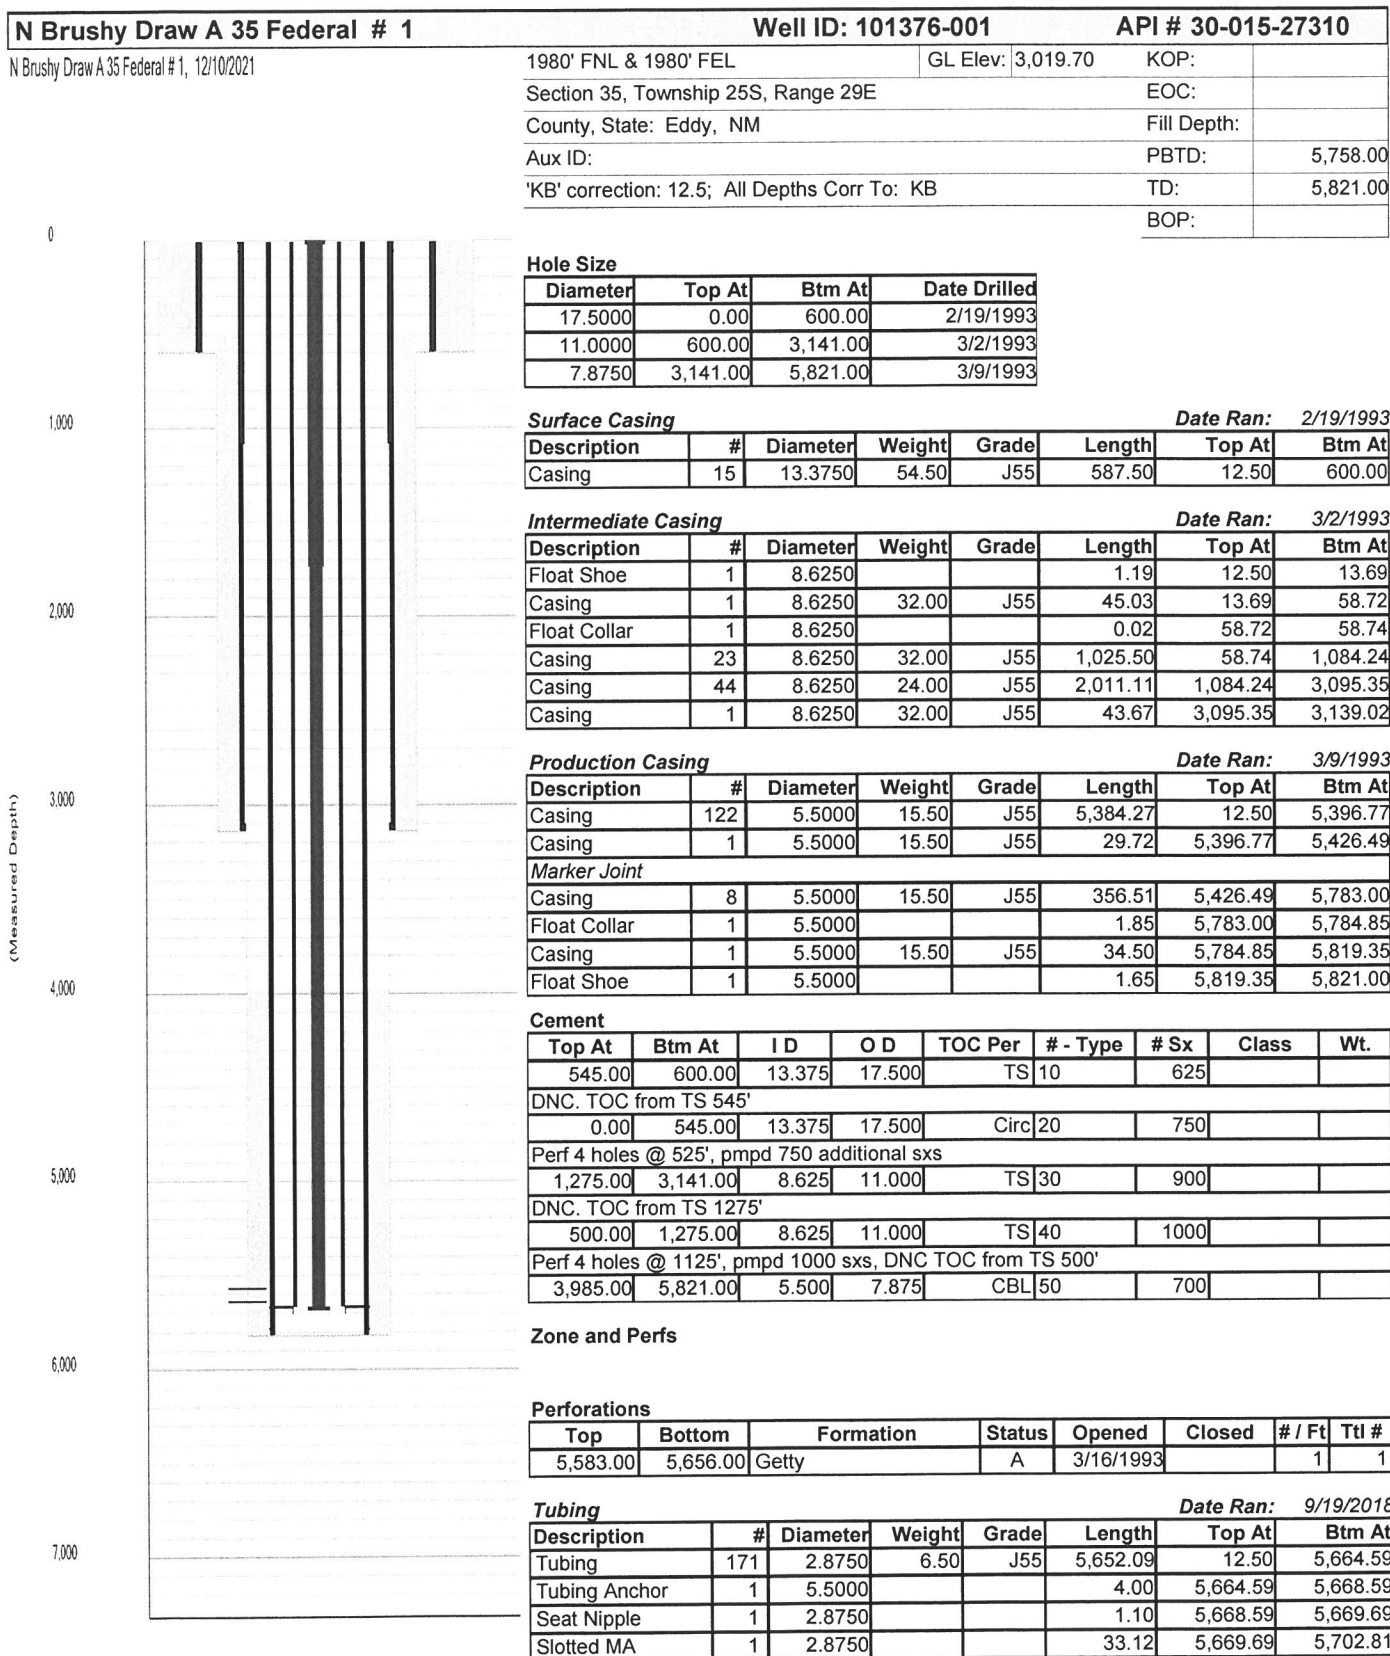 N Brushy Draw A 35 Federal # 1 Well ID: 101376-001 API # 30-015-27310
N Brushy Draw A 35 Federal # 1, 12/10/2021
1980' FNL & 1980' FEL GL Elev: 3,019.70 KOP:
Section 35, Township 25S, Range 29E EOC:
County, State: Eddy, NM Fill Depth:
Aux ID: PBTD: 5,758.00
'KB' correction: 12.5; All Depths Corr To: KB TD: 5,821.00
BOP:
(Measured Depth)
0
1,000
2,000
3,000
4,000
5,000
6,000
7,000
Hole Size
Diameter Top At Btm At Date Drilled
17.5000 0.00 600.00 2/19/1993
11.0000 600.00 3,141.00 3/2/1993
7.8750 3,141.00 5,821.00 3/9/1993
Surface Casing Date Ran: 2/19/1993
Description # Diameter Weight Grade Length Top At Btm At
Casing 15 13.3750 54.50 J55 587.50 12.50 600.00
Intermediate Casing Date Ran: 3/2/1993
Description # Diameter Weight Grade Length Top At Btm At
Float Shoe 1 8.6250 1.19 12.50 13.69
Casing 1 8.6250 32.00 J55 45.03 13.69 58.72
Float Collar 1 8.6250 0.02 58.72 58.74
Casing 23 8.6250 32.00 J55 1,025.50 58.74 1,084.24
Casing 44 8.6250 24.00 J55 2,011.11 1,084.24 3,095.35
Casing 1 8.6250 32.00 J55 43.67 3,095.35 3,139.02
Production Casing Date Ran: 3/9/1993
Description # Diameter Weight Grade Length Top At Btm At
Casing 122 5.5000 15.50 J55 5,384.27 12.50 5,396.77
Casing 1 5.5000 15.50 J55 29.72 5,396.77 5,426.49
Marker Joint
Casing 8 5.5000 15.50 J55 356.51 5,426.49 5,783.00
Float Collar 1 5.5000 1.85 5,783.00 5,784.85
Casing 1 5.5000 15.50 J55 34.50 5,784.85 5,819.35
Float Shoe 1 5.5000 1.65 5,819.35 5,821.00
Cement
Top At Btm At I D O D TOC Per # - Type # Sx Class Wt.
545.00 600.00 13.375 17.500 TS 10 625
DNC. TOC from TS 545'
0.00 545.00 13.375 17.500 Circ 20 750
Perf 4 holes @ 525', pmpd 750 additional sxs
1,275.00 3,141.00 8.625 11.000 TS 30 900
DNC. TOC from TS 1275'
500.00 1,275.00 8.625 11.000 TS 40 1000
Perf 4 holes @ 1125', pmpd 1000 sxs, DNC TOC from TS 500'
3,985.00 5,821.00 5.500 7.875 CBL 50 700
Zone and Perfs
Perforations
Top Bottom Formation Status Opened Closed # / Ft Ttl #
5,583.00 5,656.00 Getty A 3/16/1993 1 1
Tubing Date Ran: 9/19/2018
Description # Diameter Weight Grade Length Top At Btm At
Tubing 171 2.8750 6.50 J55 5,652.09 12.50 5,664.59
Tubing Anchor 1 5.5000 4.00 5,664.59 5,668.59
Seat Nipple 1 2.8750 1.10 5,668.59 5,669.69
Slotted MA 1 2.8750 33.12 5,669.69 5,702.81